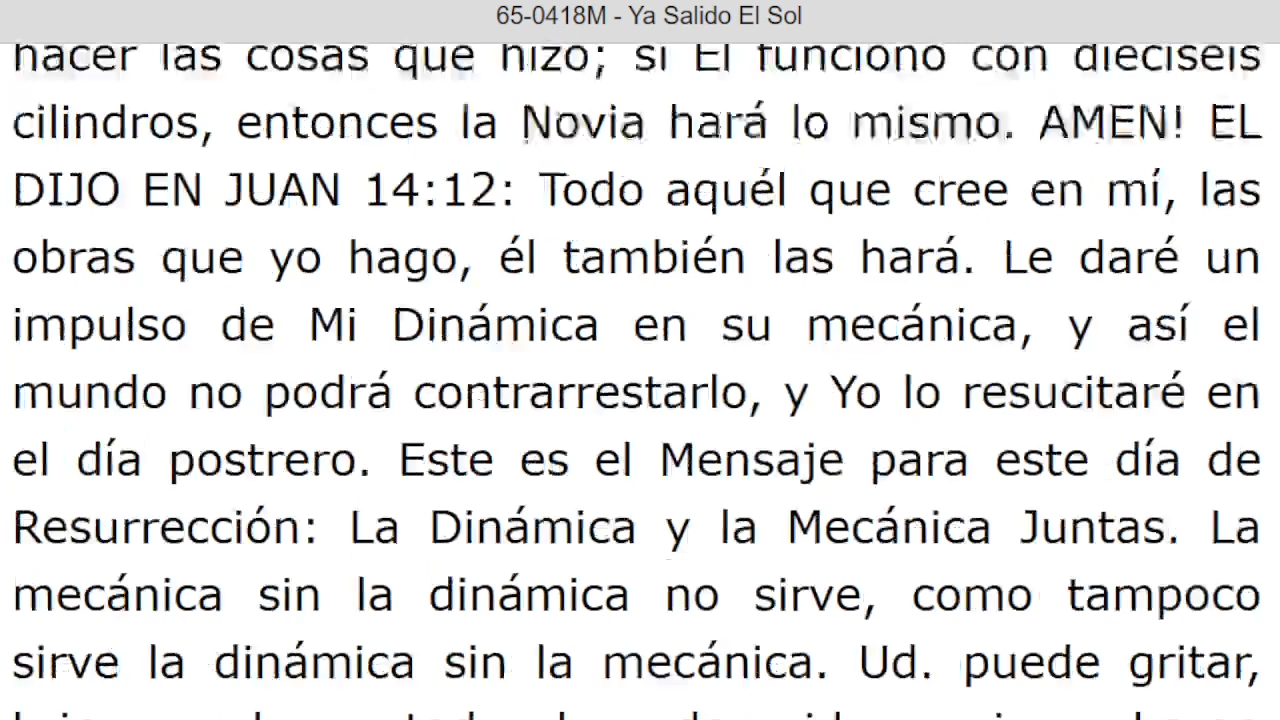 65-0418M - Ya Salido El Sol
hacer las cosas que hizo; si El funcionó con dieciseis
cilindros, entonces la Novia hará lo mismo. AMEN! EL
DIJO EN JUAN 14:12: Todo aquél que cree en mí, las
obras que yo hago, él también las hará. Le daré un
impulso de Mi Dinámica en su mecánica, y así el
mundo no podrá contrarrestarlo, y Yo lo resucitaré en
el día postrero. Este es el Mensaje para este día de
Resurrección: La Dinámica y la Mecánica Juntas. La
mecánica sin la dinámica no sirve, como tampoco
sirve la dinámica sin la mecánica. Ud. puede gritar,